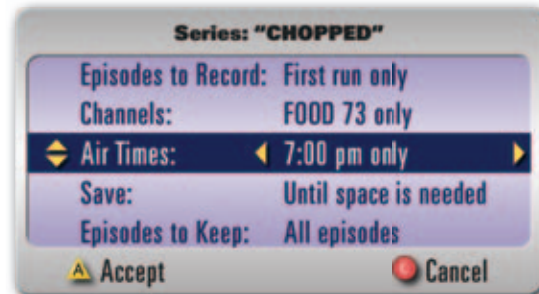 Series: "CHOPPED"
Episodes to Record: First run only
Channels: FOOD 73 only
Air Times: 7:00 pm only
Save: Until space is needed
Episodes to Keep: All episodes
A Accept C Cancel